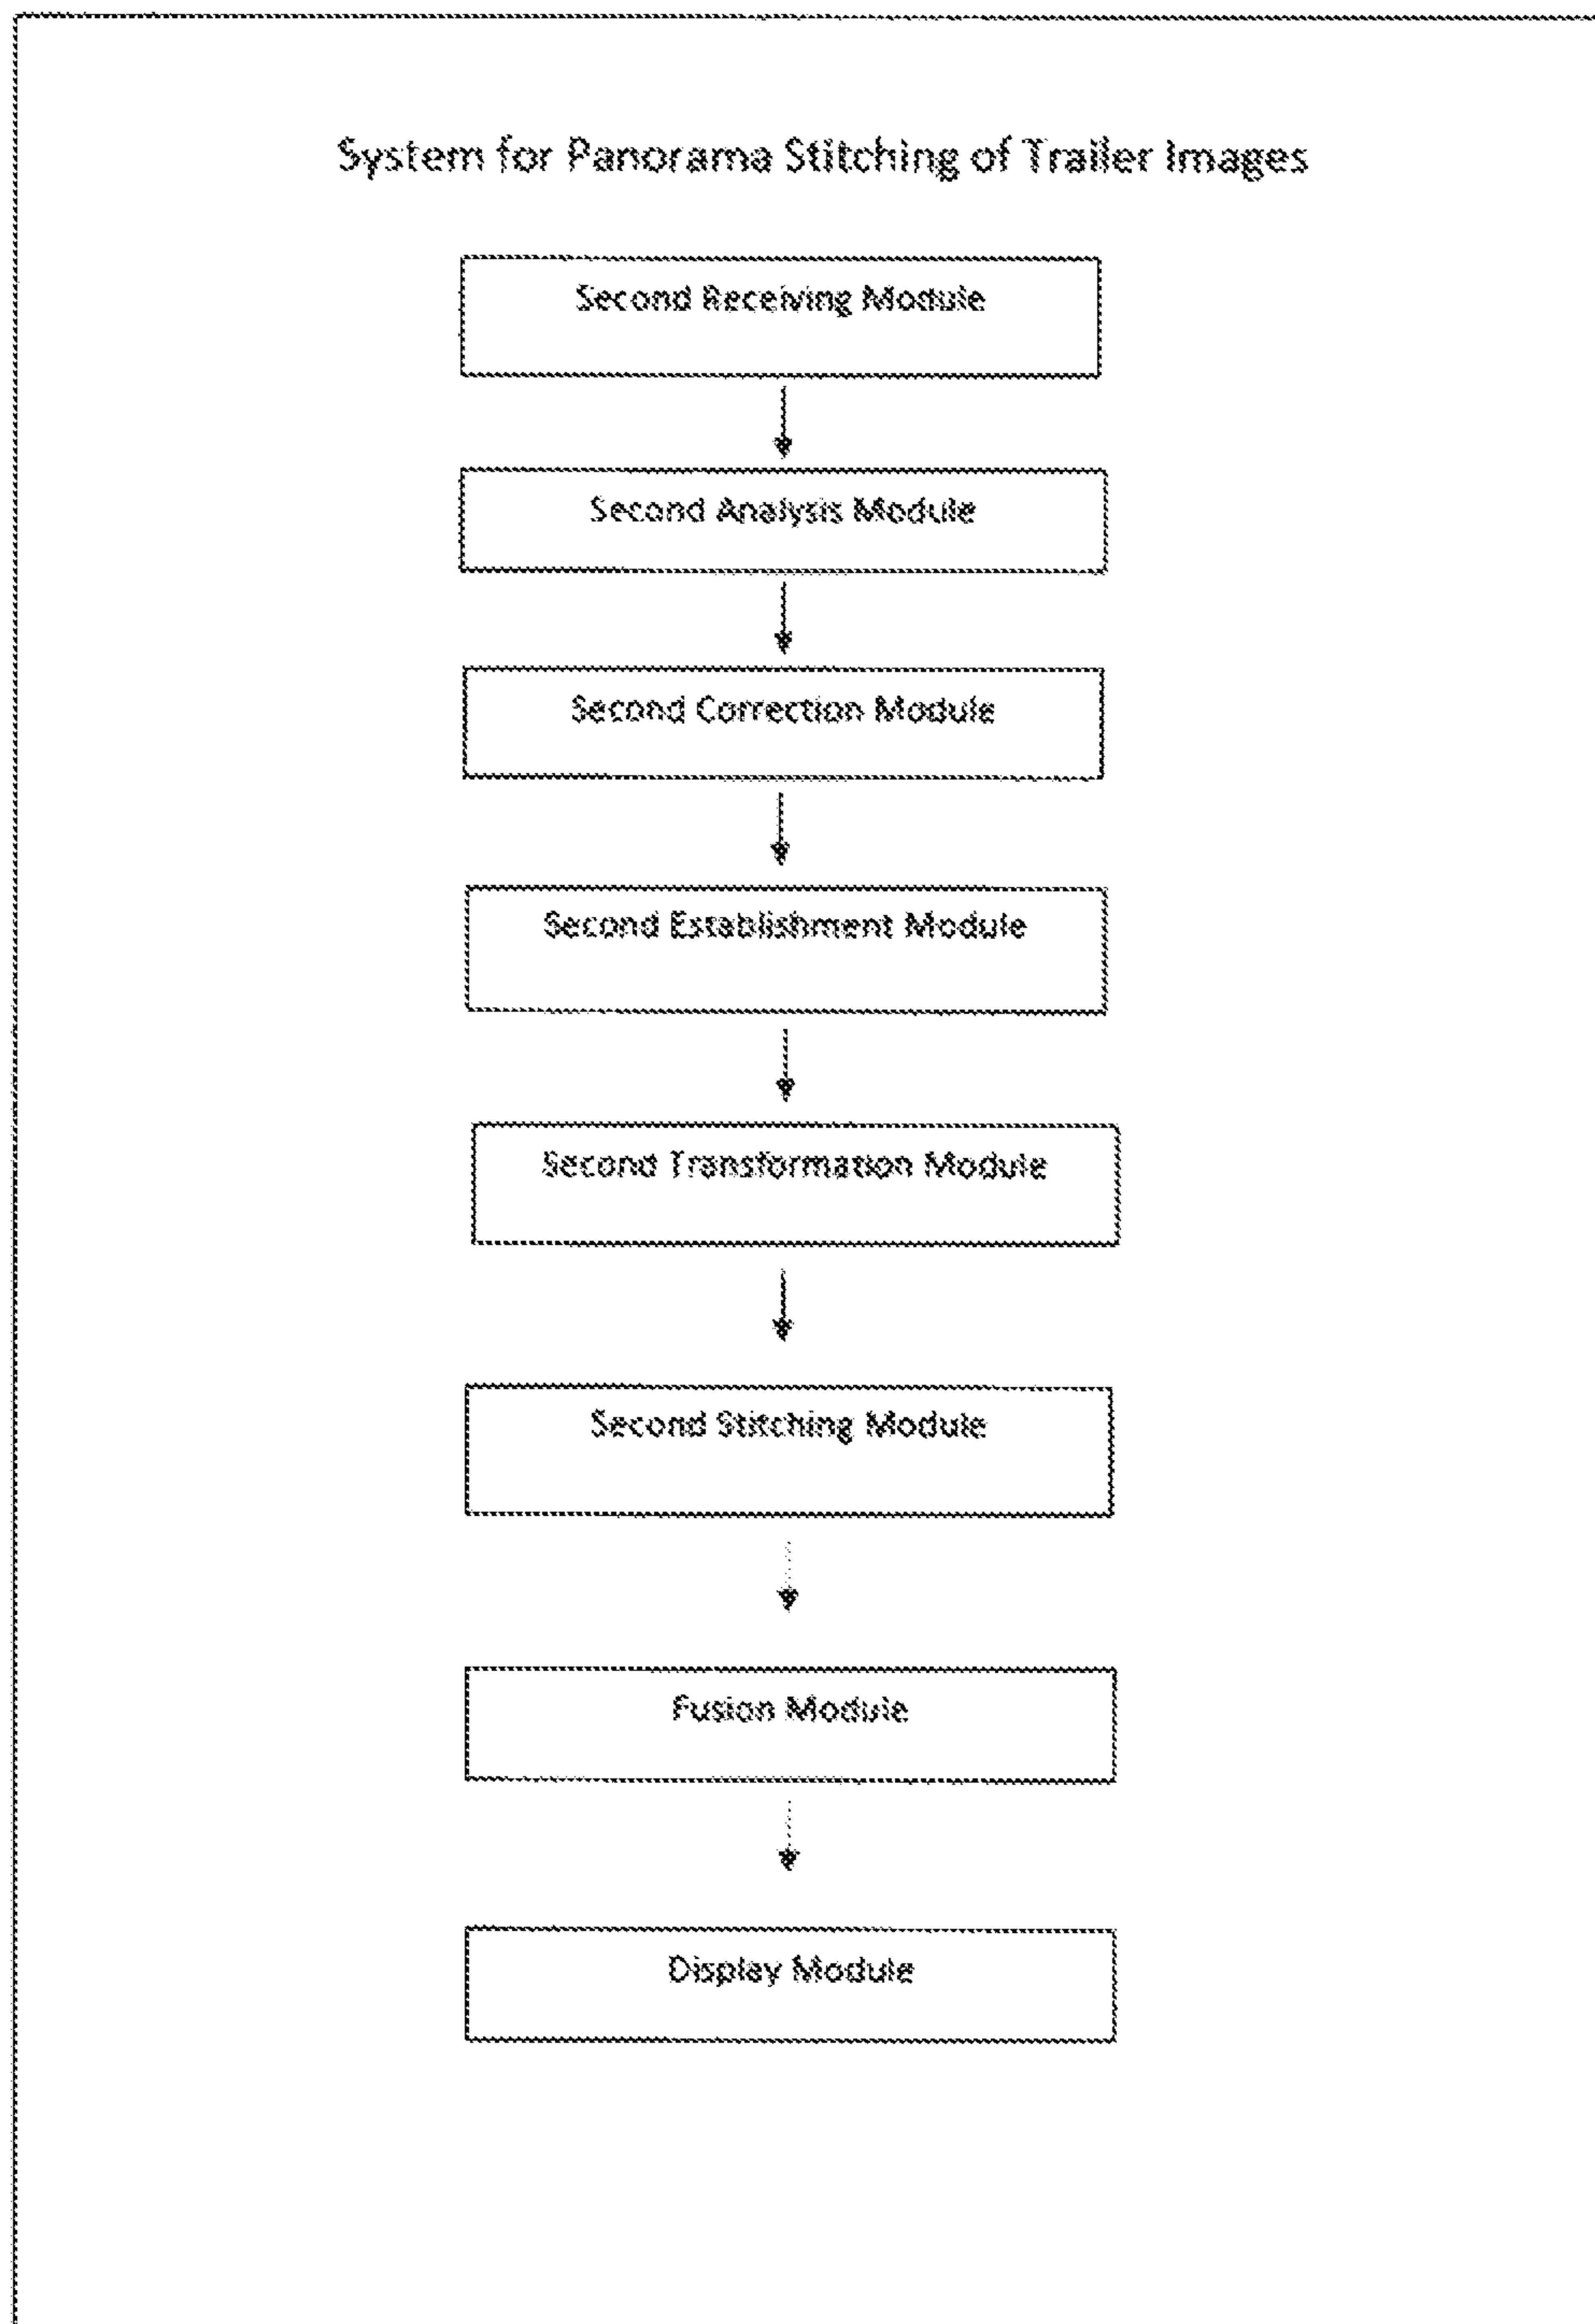 System for Panorama Stitching of Trailer Images
Second Receiving Module
Second Analysis Module
Second Correction Module
Second Establishment Module
Second Transformation Module
Second Stitching Module
Fusion Module
Display Module